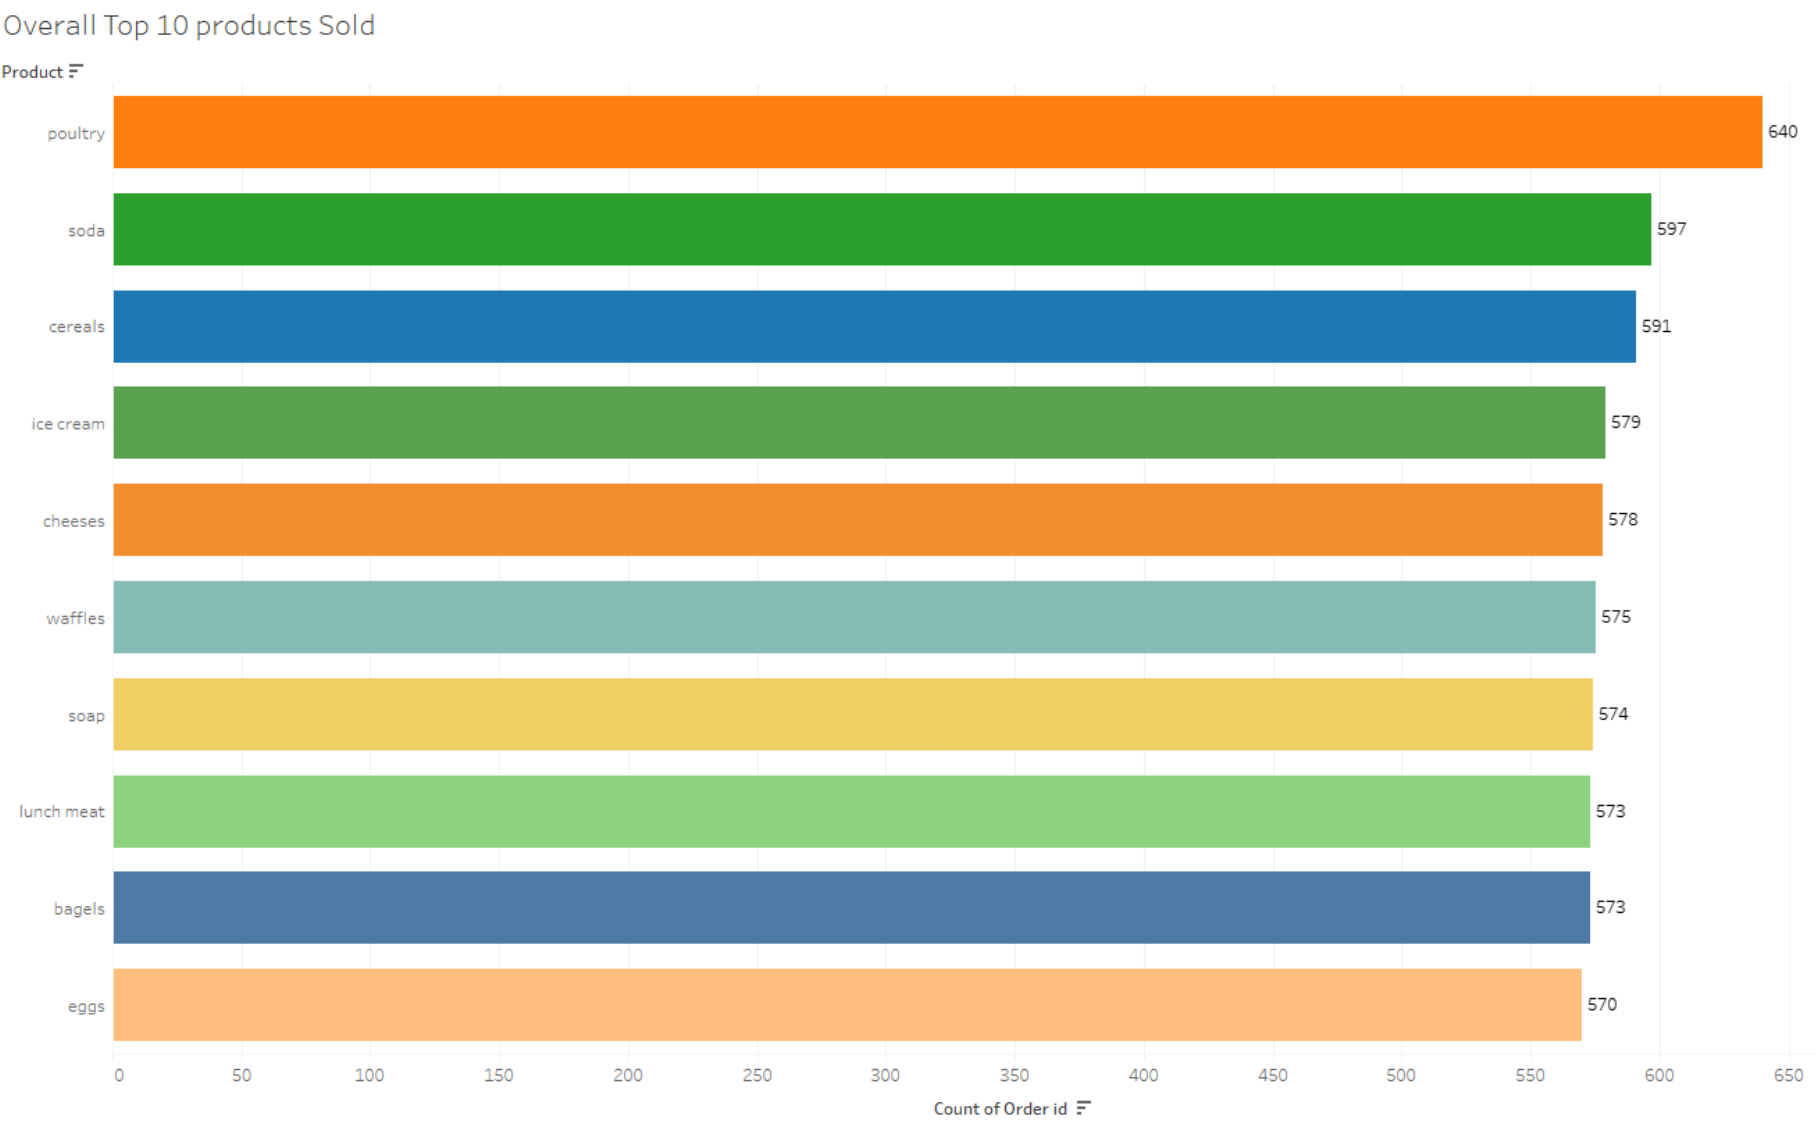 Overall Top 10 products Sold
Product
poultry 640
soda 597
cereals 591
ice cream 579
cheeses 578
waffles 575
soap 574
lunch meat 573
bagels 573
eggs 570
0 50 100 150 200 250 300 350 400 450 500 550 600 650
Count of Order id